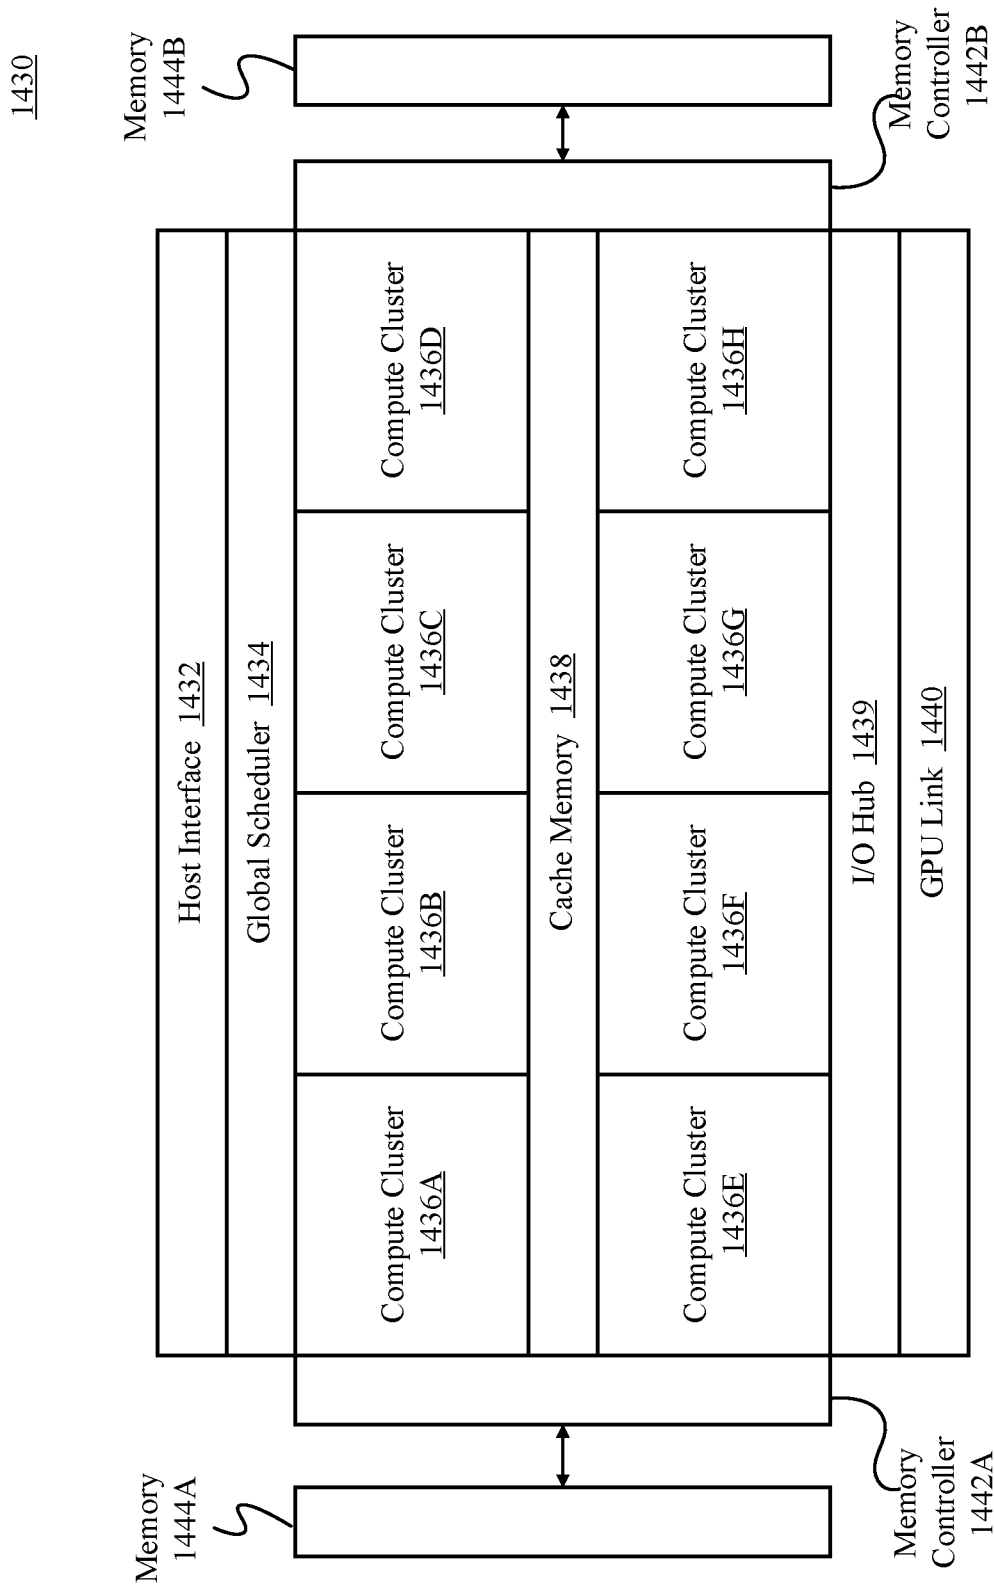 1430
Host Interface 1432
Global Scheduler 1434
Memory
1444A
Memory
1444B
Compute Cluster
1436A
Compute Cluster
1436B
Compute Cluster
1436C
Compute Cluster
1436D
Cache Memory 1438
Compute Cluster
1436E
Compute Cluster
1436F
Compute Cluster
1436G
Compute Cluster
1436H
I/O Hub 1439
GPU Link 1440
Memory
Controller
1442A
Memory
Controller
1442B